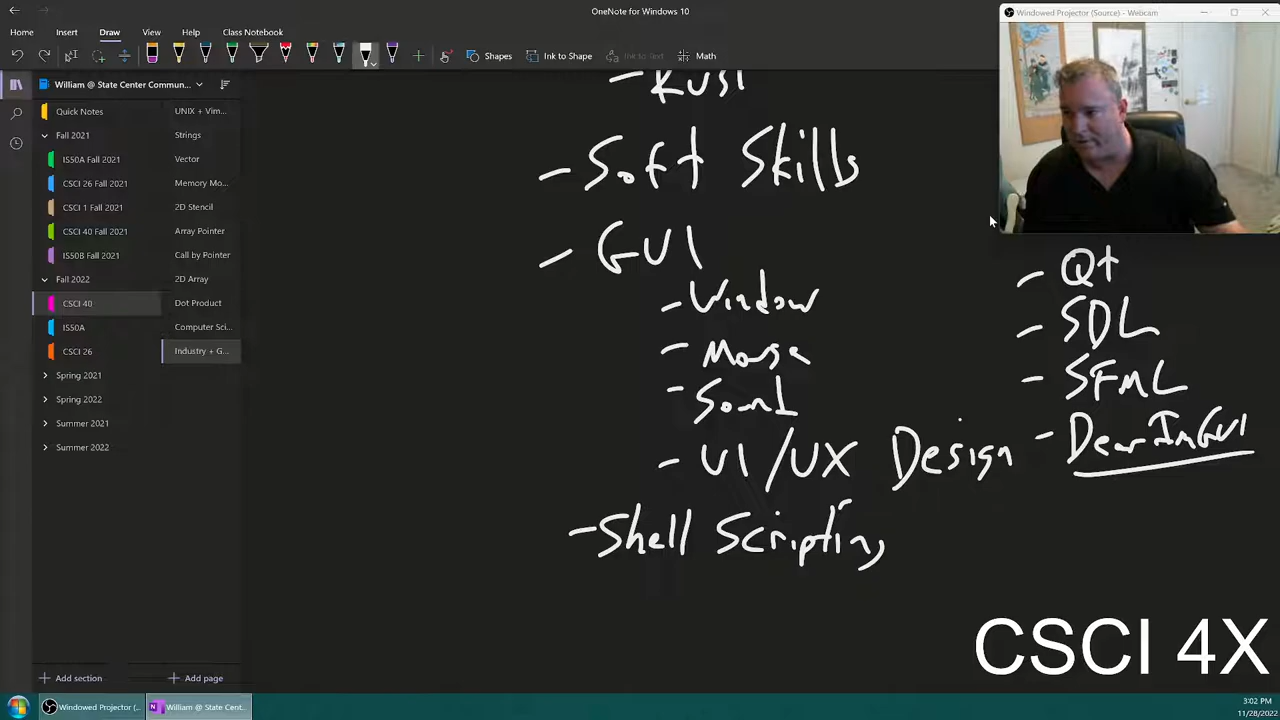 OneNote for Windows 10
Windowed Projector (Source) - Webcam
Home Insert Draw View Help Class Notebook
Shapes Ink to Shape Ink to Text Math
William @ State Center Commun...
Quick Notes
Fall 2021
IS50A Fall 2021
CSCI 26 Fall 2021
CSCI 1 Fall 2021
CSCI 40 Fall 2021
IS50B Fall 2021
Fall 2022
CSCI 40
IS50A
CSCI 26
Spring 2021
Spring 2022
Summer 2021
Summer 2022
UNIX + Vim...
Strings
Vector
Memory Mo...
2D Stencil
Array Pointer
Call by Pointer
2D Array
Dot Product
Computer Sci...
Industry + G...
- Rust
- Soft Skills
- GUI
- Window
- Mouse
- Sound
- UI/UX Design
- Shell Scripting
- Qt
- SDL
- SFML
- Dear ImGUI
CSCI 4X
Add section
Add page
Windowed Projector (...
William @ State Cent...
3:02 PM
11/28/2022